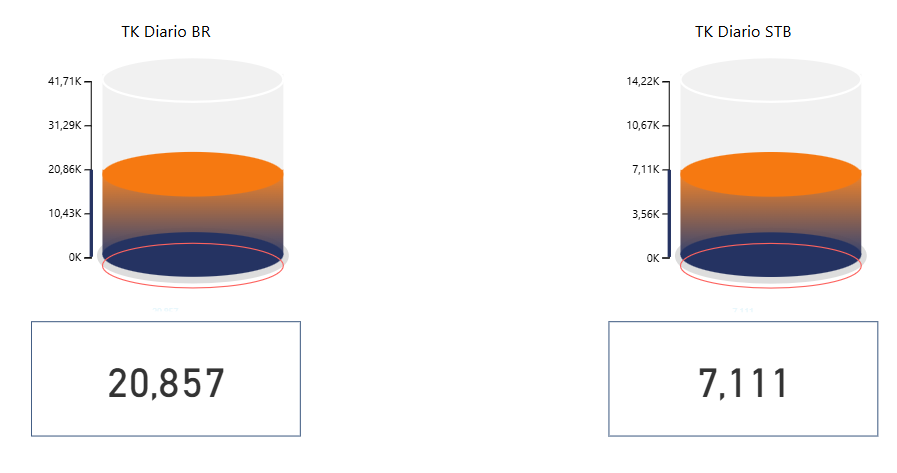 TK Diario BR
41,71K
31,29K
20,86K
10,43K
0K
20,857
TK Diario STB
14,22K
10,67K
7,11K
3,56K
0K
7,111